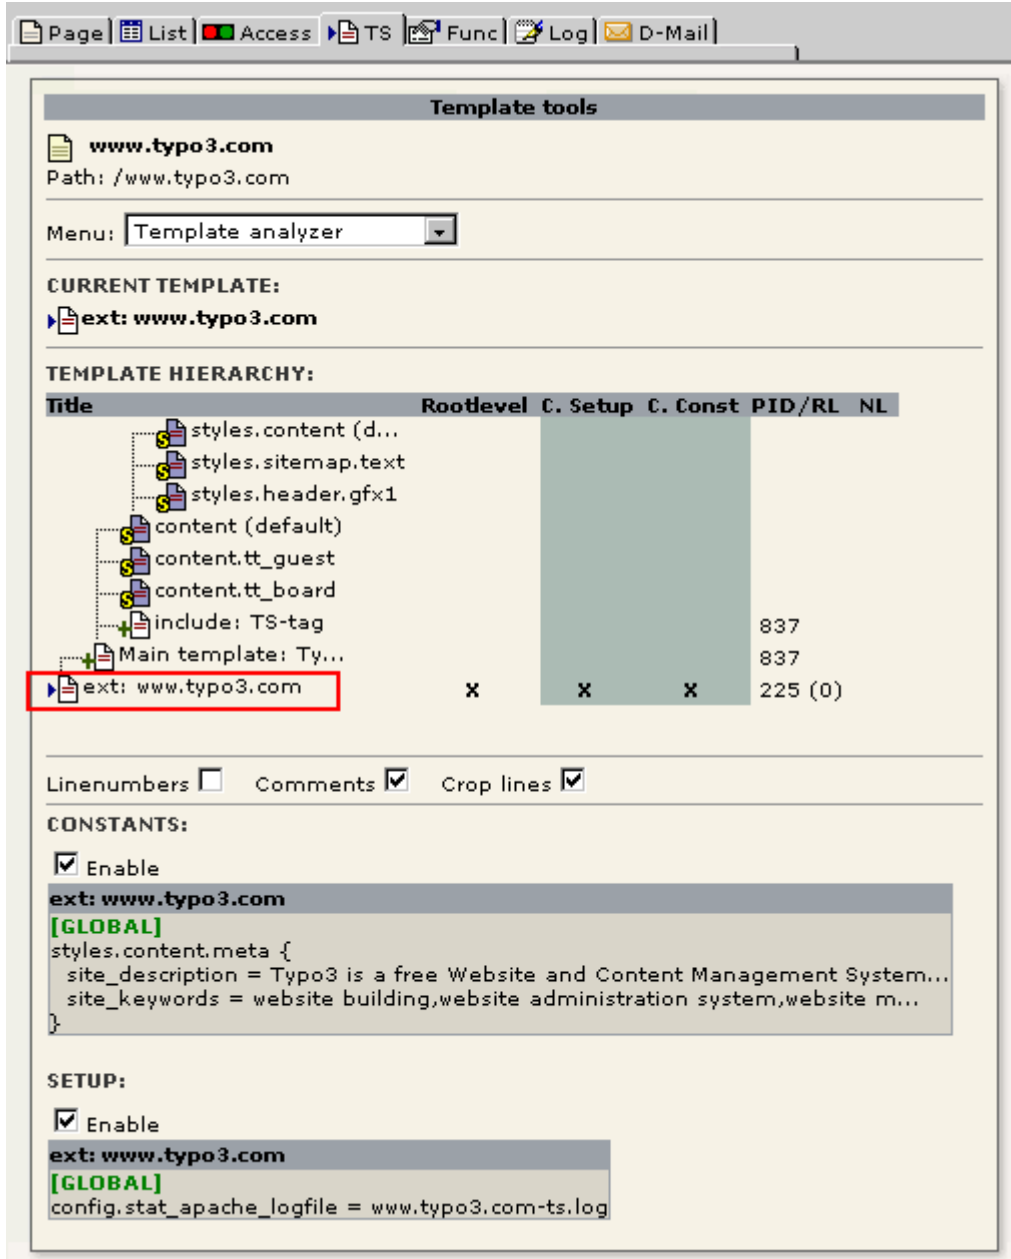 Page List Access TS Func Log D-Mail
Template tools
www.typo3.com
Path: /www.typo3.com
Menu: Template analyzer
CURRENT TEMPLATE:
ext: www.typo3.com
TEMPLATE HIERARCHY:
Title Rootlevel C. Setup C. Const PID/RL NL
styles.content (d...
styles.sitemap.text
styles.header.gfx1
content (default)
content.tt_guest
content.tt_board
include: TS-tag 837
Main template: Ty... 837
ext: www.typo3.com x x x 225 (0)
Linenumbers Comments Crop lines
CONSTANTS:
Enable
ext: www.typo3.com
[GLOBAL]
styles.content.meta {
site_description = Typo3 is a free Website and Content Management System...
site_keywords = website building,website administration system,website m...
}
SETUP:
Enable
ext: www.typo3.com
[GLOBAL]
config.stat_apache_logfile = www.typo3.com-ts.log